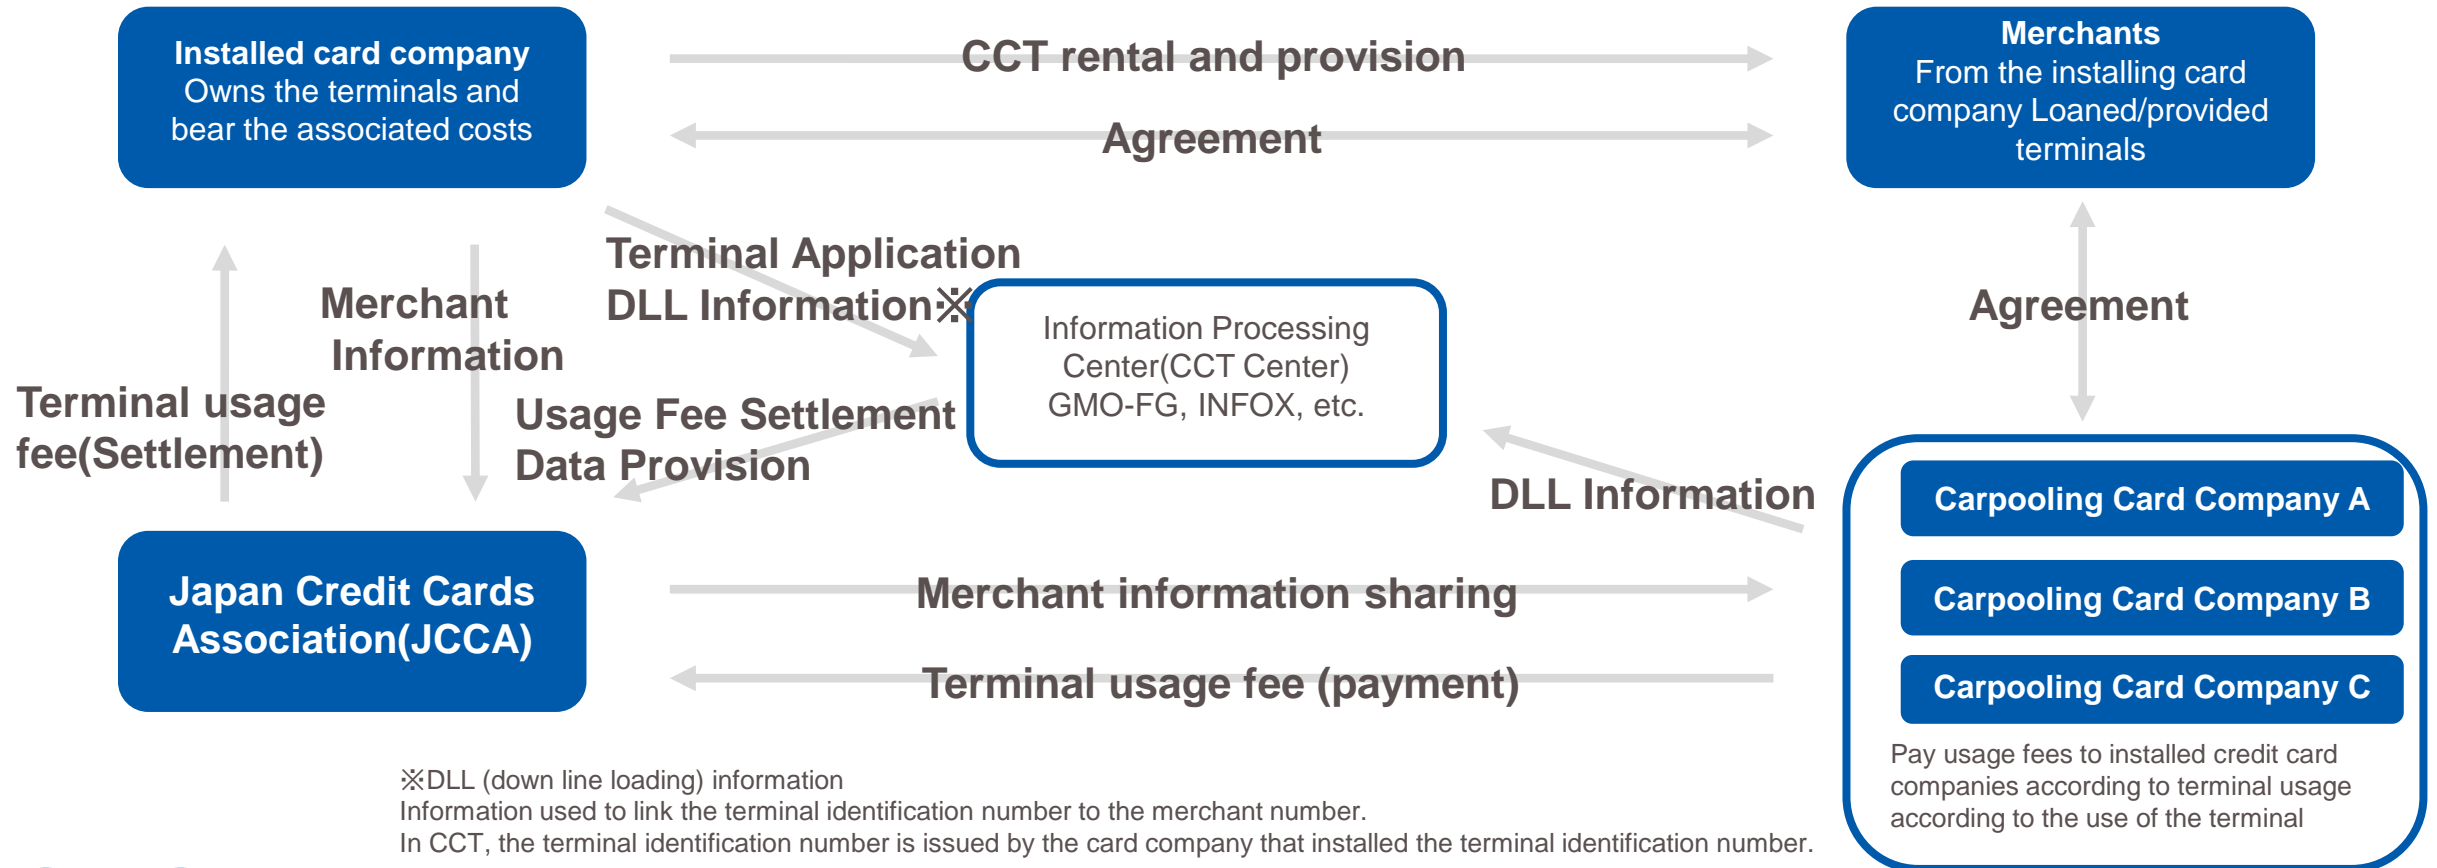 Installed card company
Owns the terminals and
bear the associated costs
CCT rental and provision
Agreement
Merchants
From the installing card
company Loaned/provided
terminals
Terminal Application
DLL Information※
Merchant
Information
Terminal usage
fee(Settlement)
Usage Fee Settlement
Data Provision
Information Processing
Center(CCT Center)
GMO-FG, INFOX, etc.
Agreement
DLL Information
Japan Credit Cards
Association(JCCA)
Merchant information sharing
Terminal usage fee (payment)
Carpooling Card Company A
Carpooling Card Company B
Carpooling Card Company C
Pay usage fees to installed credit card
companies according to terminal usage
according to the use of the terminal
※DLL (down line loading) information
Information used to link the terminal identification number to the merchant number.
In CCT, the terminal identification number is issued by the card company that installed the terminal identification number.